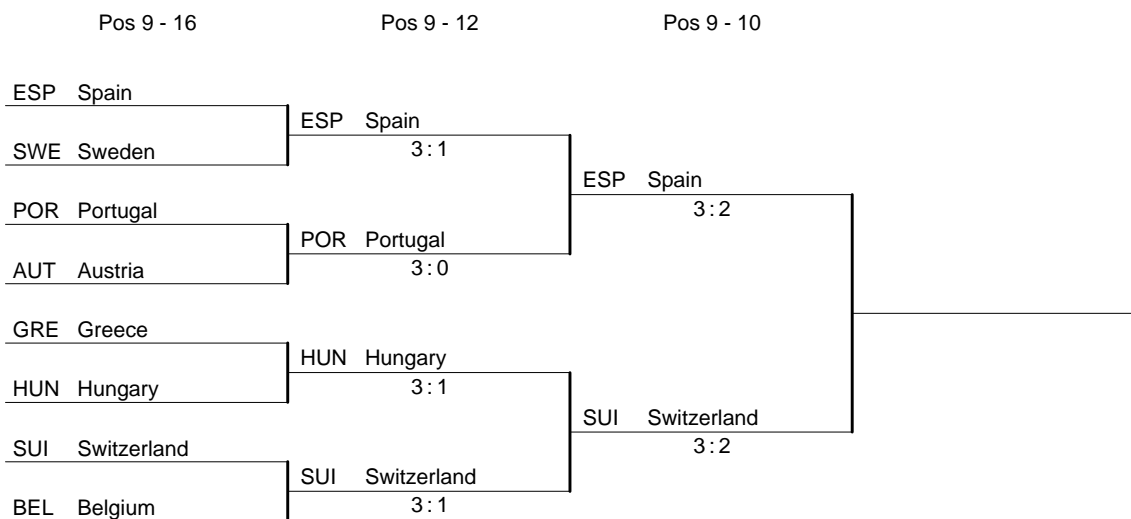 Pos 9 - 16 Pos 9 - 12 Pos 9 - 10
ESP Spain
ESP Spain
3 : 1
SWE Sweden
ESP Spain
3 : 2
POR Portugal
POR Portugal
3 : 0
AUT Austria
GRE Greece
HUN Hungary
3 : 1
HUN Hungary
SUI Switzerland
3 : 2
SUI Switzerland
SUI Switzerland
3 : 1
BEL Belgium